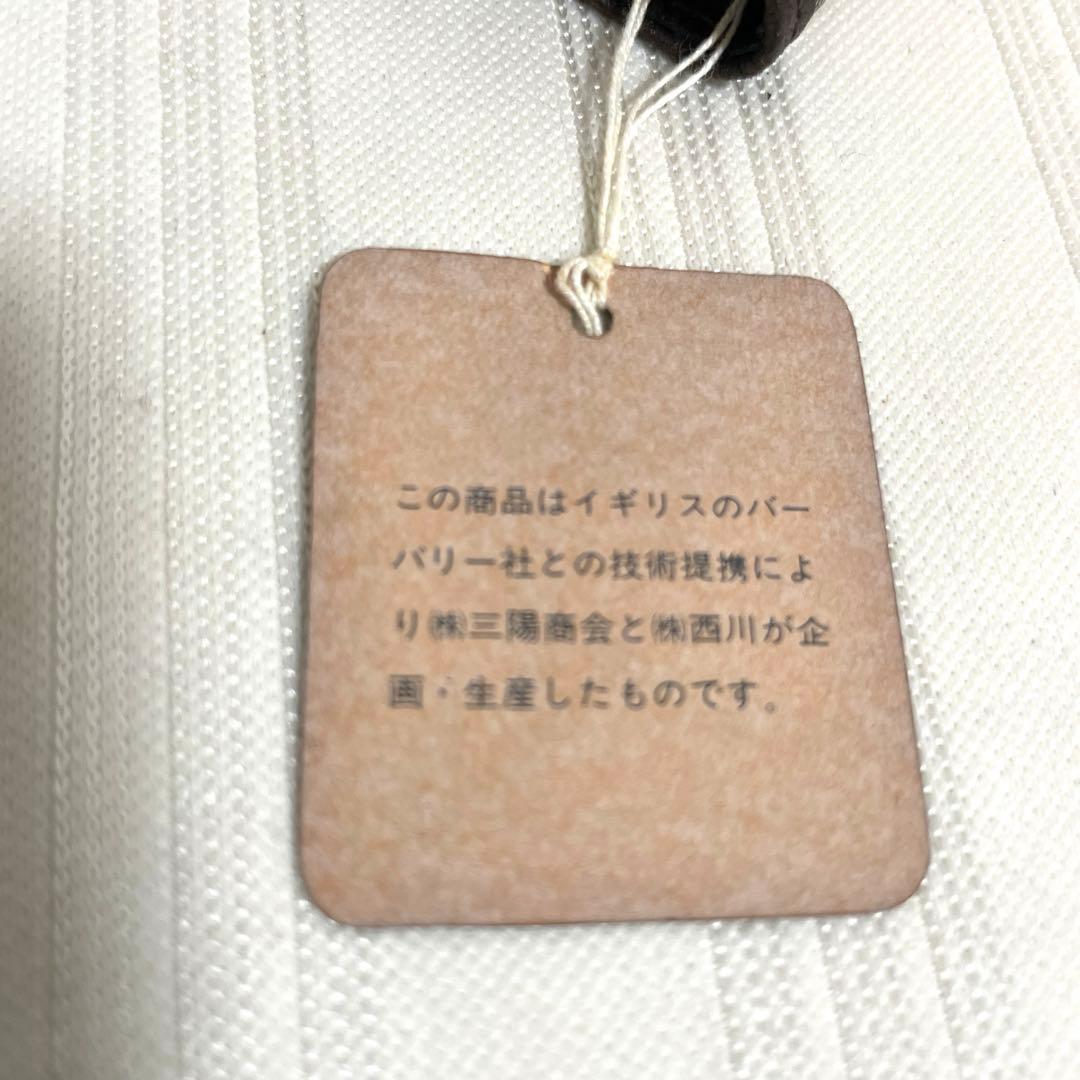 この商品はイギリスのバー
バリー社との技術提携によ
り㈱三陽商会と㈱西川が企
画・生産したものです。